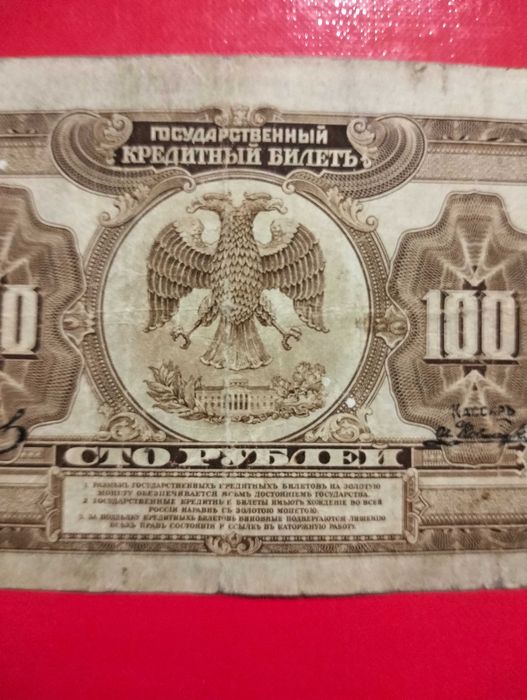 ГОСУДАРСТВЕННЫЙ
КРЕДИТНЫЙ БИЛЕТЪ
0
100
Кассиръ
СТО РУБЛЕЙ
1. РАЗМѢНЪ ГОСУДАРСТВЕННЫХЪ КРЕДИТНЫХЪ БИЛЕТОВЪ НА ЗОЛОТУЮ
МОНЕТУ ОБЕЗПЕЧИВАЕТСЯ ВСѢМЪ ДОСТОЯНІЕМЪ ГОСУДАРСТВА.
2. ГОСУДАРСТВЕННЫЕ КРЕДИТНЫЕ БИЛЕТЫ ИМѢЮТЪ ХОЖДЕНІЕ ВО ВСЕЙ
РОССІИ НАРАВНѢ СЪ ЗОЛОТОЮ МОНЕТОЮ.
3. ЗА ПОДДѢЛКУ КРЕДИТНЫХЪ БИЛЕТОВЪ ВИНОВНЫЕ ПОДВЕРГАЮТСЯ ЛИШЕНІЮ
ВСѢХЪ ПРАВЪ СОСТОЯНІЯ И ССЫЛКѢ ВЪ КАТОРЖНУЮ РАБОТУ.